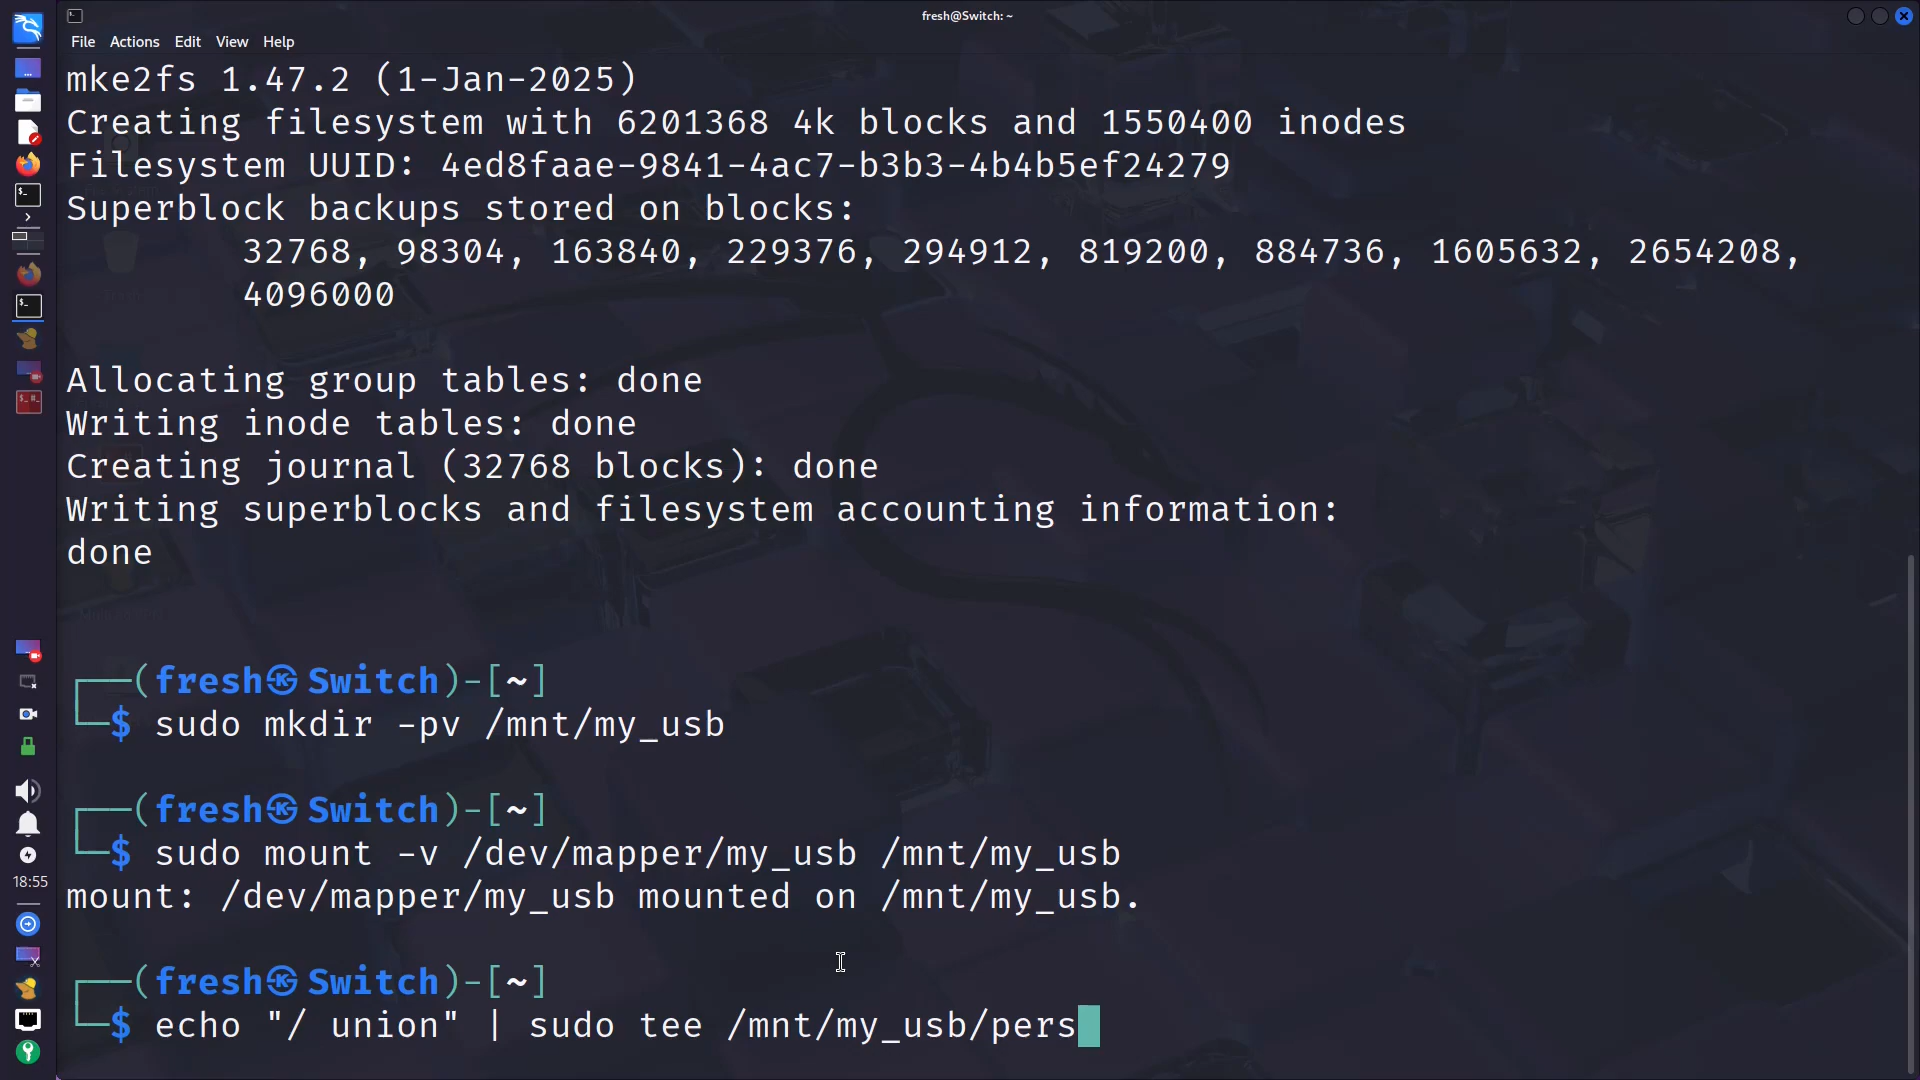 fresh@Switch: ~
File Actions Edit View Help
mke2fs 1.47.2 (1-Jan-2025)
Creating filesystem with 6201368 4k blocks and 1550400 inodes
Filesystem UUID: 4ed8faae-9841-4ac7-b3b3-4b4b5ef24279
Superblock backups stored on blocks:
32768, 98304, 163840, 229376, 294912, 819200, 884736, 1605632, 2654208,
4096000
Allocating group tables: done
Writing inode tables: done
Creating journal (32768 blocks): done
Writing superblocks and filesystem accounting information:
done
┌──(fresh㉿Switch)-[~]
└─$ sudo mkdir -pv /mnt/my_usb
┌──(fresh㉿Switch)-[~]
└─$ sudo mount -v /dev/mapper/my_usb /mnt/my_usb
mount: /dev/mapper/my_usb mounted on /mnt/my_usb.
┌──(fresh㉿Switch)-[~]
└─$ echo "/ union" | sudo tee /mnt/my_usb/pers
18:55